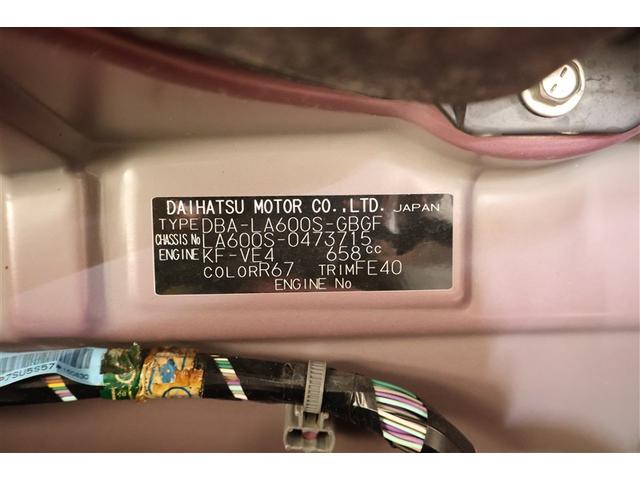 DAIHATSU MOTOR CO.,LTD. JAPAN
TYPE DBA-LA600S-GBGF
CHASSIS No LA600S-0473715
ENGINE KF-VE4 658cc
COLOR R67 TRIM FE40
ENGINE No
P7SU5S57